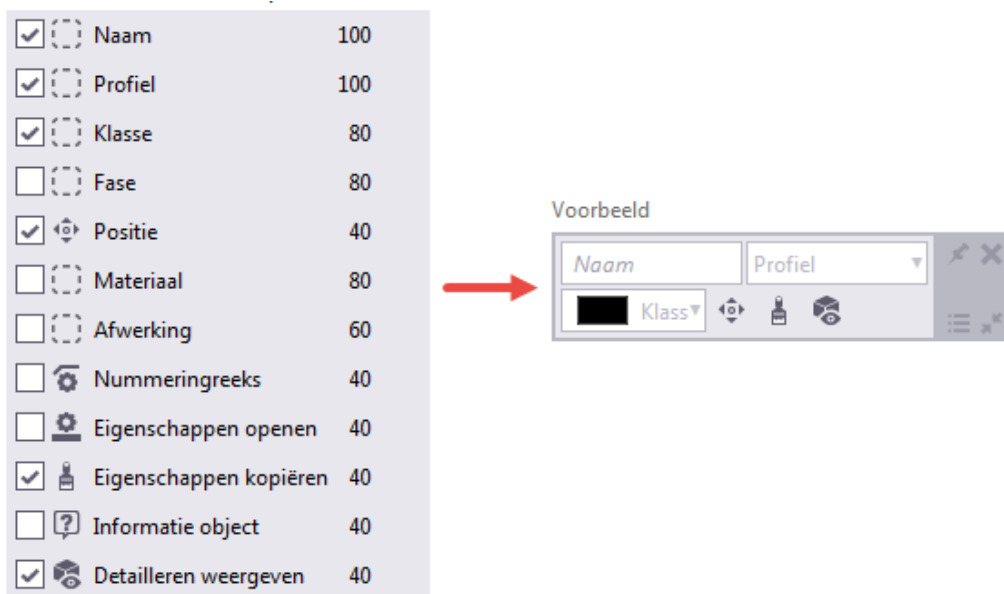 Naam 100
Profiel 100
Klasse 80
Fase 80
Positie 40
Materiaal 80
Afwerking 60
Nummeringreeks 40
Eigenschappen openen 40
Eigenschappen kopiëren 40
Informatie object 40
Detailleren weergeven 40
Voorbeeld
Naam Profiel
Klass